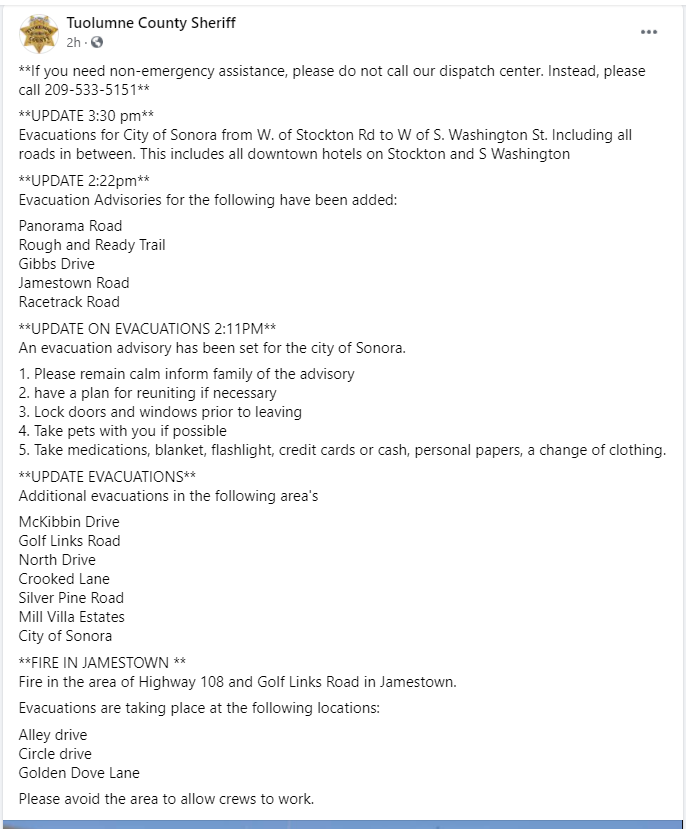 Tuolumne County Sheriff
2h ·
**If you need non-emergency assistance, please do not call our dispatch center. Instead, please
call 209-533-5151**
**UPDATE 3:30 pm**
Evacuations for City of Sonora from W. of Stockton Rd to W of S. Washington St. Including all
roads in between. This includes all downtown hotels on Stockton and S Washington
**UPDATE 2:22pm**
Evacuation Advisories for the following have been added:
Panorama Road
Rough and Ready Trail
Gibbs Drive
Jamestown Road
Racetrack Road
**UPDATE ON EVACUATIONS 2:11PM**
An evacuation advisory has been set for the city of Sonora.
1. Please remain calm inform family of the advisory
2. have a plan for reuniting if necessary
3. Lock doors and windows prior to leaving
4. Take pets with you if possible
5. Take medications, blanket, flashlight, credit cards or cash, personal papers, a change of clothing.
**UPDATE EVACUATIONS**
Additional evacuations in the following area's
McKibbin Drive
Golf Links Road
North Drive
Crooked Lane
Silver Pine Road
Mill Villa Estates
City of Sonora
**FIRE IN JAMESTOWN **
Fire in the area of Highway 108 and Golf Links Road in Jamestown.
Evacuations are taking place at the following locations:
Alley drive
Circle drive
Golden Dove Lane
Please avoid the area to allow crews to work.